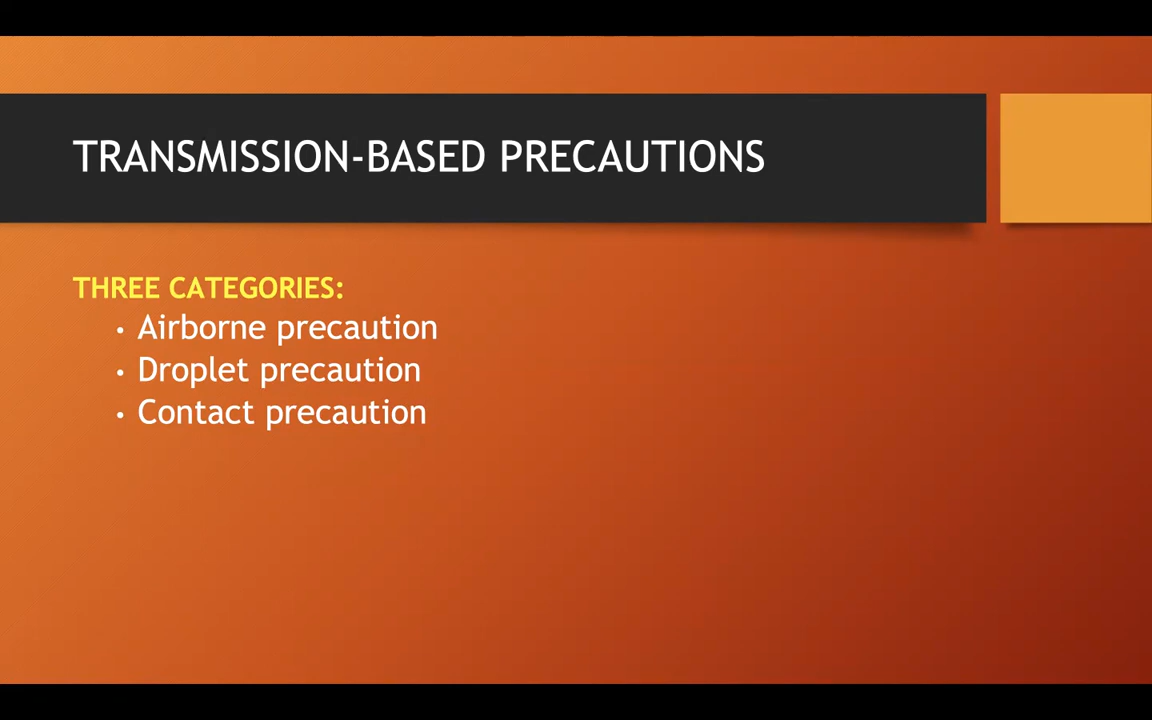 TRANSMISSION-BASED PRECAUTIONS
THREE CATEGORIES:
• Airborne precaution
• Droplet precaution
• Contact precaution